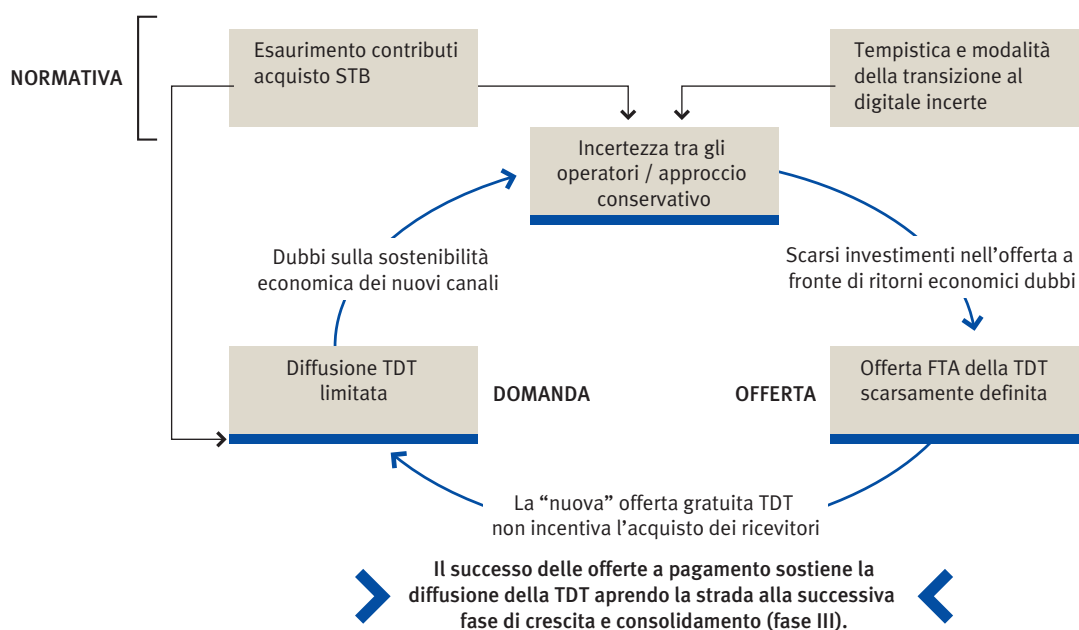 NORMATIVA
Esaurimento contributi
acquisto STB
Tempistica e modalità
della transizione al
digitale incerte
Incertezza tra gli
operatori / approccio
conservativo
Dubbi sulla sostenibilità
economica dei nuovi canali
Scarsi investimenti nell'offerta a
fronte di ritorni economici dubbi
Diffusione TDT
limitata
DOMANDA
OFFERTA
Offerta FTA della TDT
scarsamente definita
La “nuova” offerta gratuita TDT
non incentiva l'acquisto dei ricevitori
Il successo delle offerte a pagamento sostiene la
diffusione della TDT aprendo la strada alla successiva
fase di crescita e consolidamento (fase III).